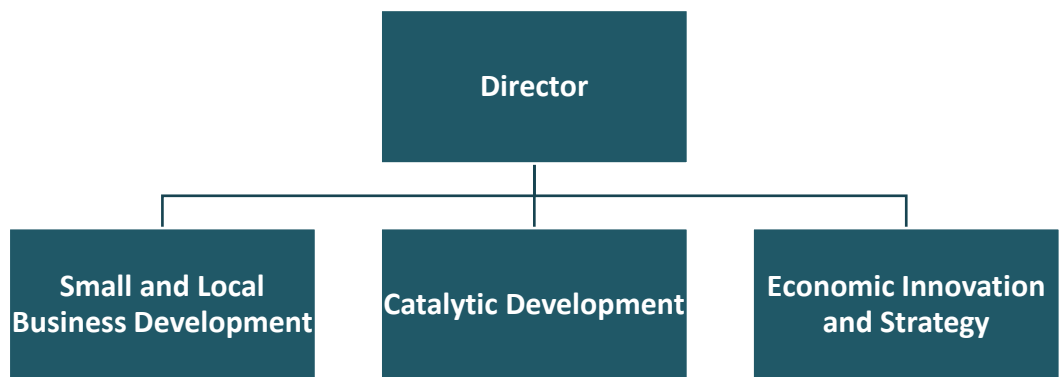 Director
Small and Local
Business Development
Catalytic Development
Economic Innovation
and Strategy